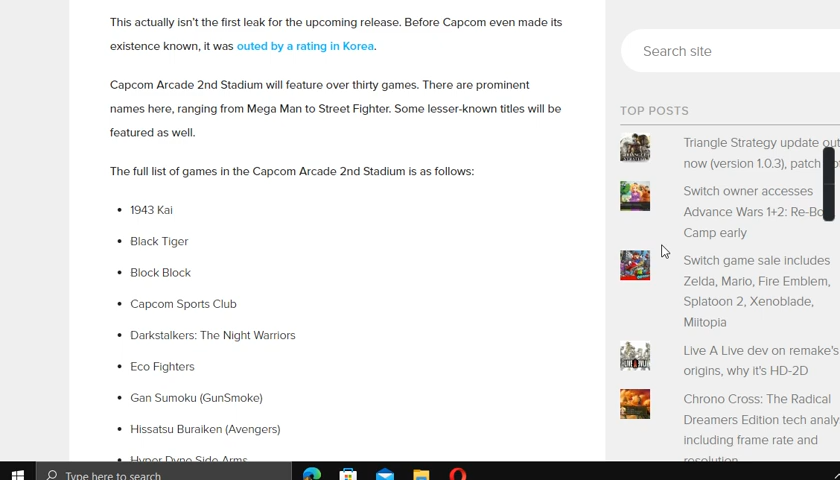 This actually isn't the first leak for the upcoming release. Before Capcom even made its
existence known, it was outed by a rating in Korea.
Capcom Arcade 2nd Stadium will feature over thirty games. There are prominent
names here, ranging from Mega Man to Street Fighter. Some lesser-known titles will be
featured as well.
The full list of games in the Capcom Arcade 2nd Stadium is as follows:
• 1943 Kai
• Black Tiger
• Block Block
• Capcom Sports Club
• Darkstalkers: The Night Warriors
• Eco Fighters
• Gan Sumoku (GunSmoke)
• Hissatsu Buraiken (Avengers)
• Hyper Dyne Side-Arms
Search site
TOP POSTS
Triangle Strategy update out
now (version 1.0.3), patch
Switch owner accesses
Advance Wars 1+2: Re-Bo
Camp early
Switch game sale includes
Zelda, Mario, Fire Emblem,
Splatoon 2, Xenoblade,
Miitopia
Live A Live dev on remake's
origins, why it's HD-2D
Chrono Cross: The Radical
Dreamers Edition tech analy
including frame rate and
resolution
Type here to search